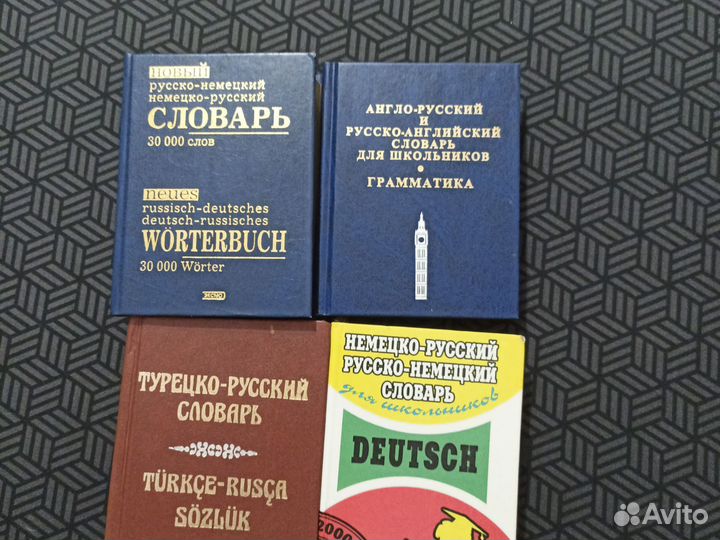 новый
русско-немецкий
немецко-русский
СЛОВАРЬ
30 000 слов
neues
russisch-deutsches
deutsch-russisches
WÖRTERBUCH
30 000 Wörter
ЭКСМО
АНГЛО-РУССКИЙ
И
РУССКО-АНГЛИЙСКИЙ
СЛОВАРЬ
ДЛЯ ШКОЛЬНИКОВ
ГРАММАТИКА
ТУРЕЦКО-РУССКИЙ
СЛОВАРЬ
TÜRKÇE-RUSÇA
SÖZLÜK
НЕМЕЦКО-РУССКИЙ
РУССКО-НЕМЕЦКИЙ
СЛОВАРЬ
для школьников
DEUTSCH
2000
Avito